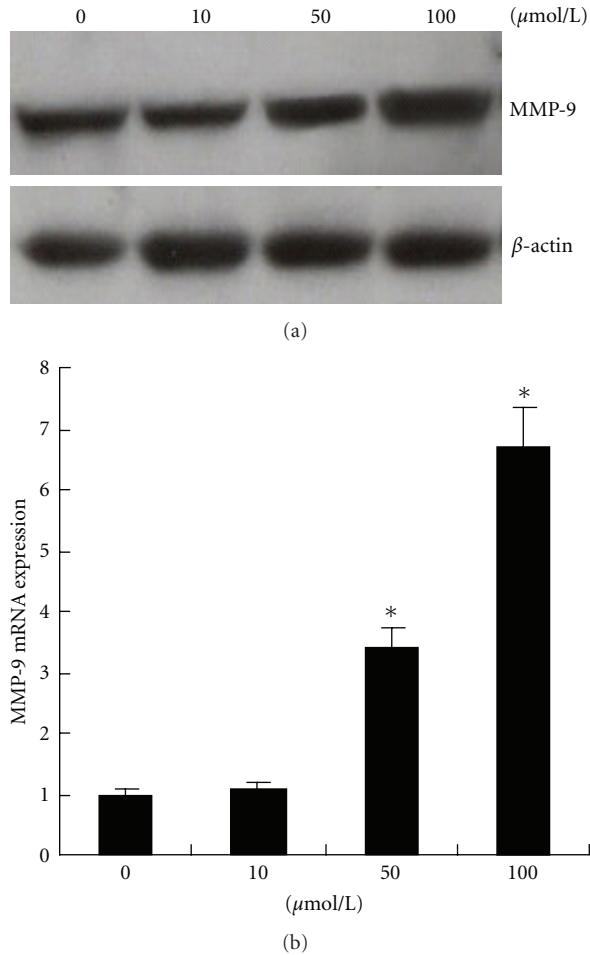 0 10 50 100 (μmol/L)
MMP-9
β-actin
(a)
8
7
6
5
4
3
2
1
0
MMP-9 mRNA expression
*
*
0 10 50 100
(μmol/L)
(b)